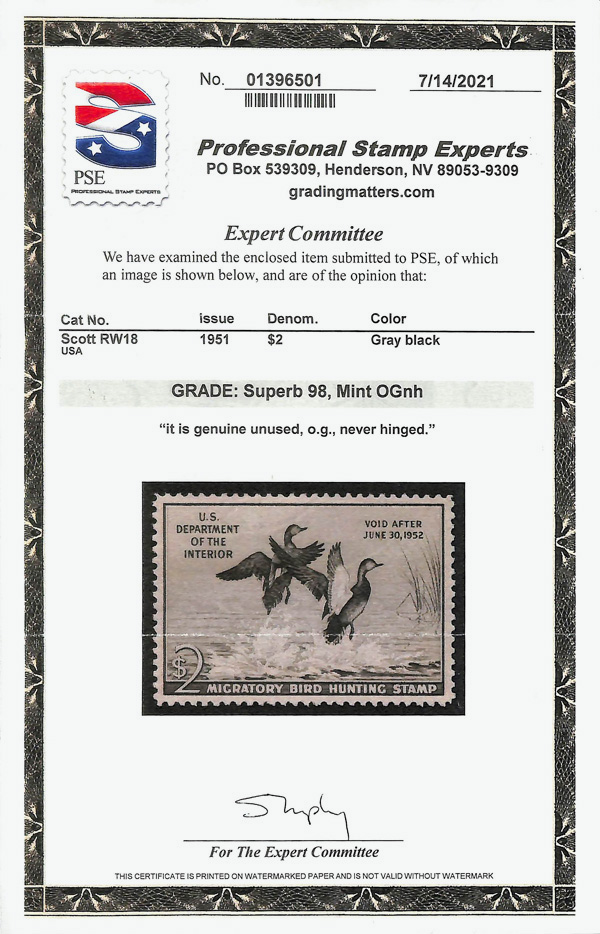 No. 01396501 7/14/2021
PSE
PROFESSIONAL STAMP EXPERTS
Professional Stamp Experts
PO Box 539309, Henderson, NV 89053-9309
gradingmatters.com
Expert Committee
We have examined the enclosed item submitted to PSE, of which
an image is shown below, and are of the opinion that:
Cat No. issue Denom. Color
Scott RW18 1951 $2 Gray black
USA
GRADE: Superb 98, Mint OGnh
“it is genuine unused, o.g., never hinged.”
U.S.
DEPARTMENT
OF THE
INTERIOR
VOID AFTER
JUNE 30, 1952
$2
MIGRATORY BIRD HUNTING STAMP
For The Expert Committee
THIS CERTIFICATE IS PRINTED ON WATERMARKED PAPER AND IS NOT VALID WITHOUT WATERMARK